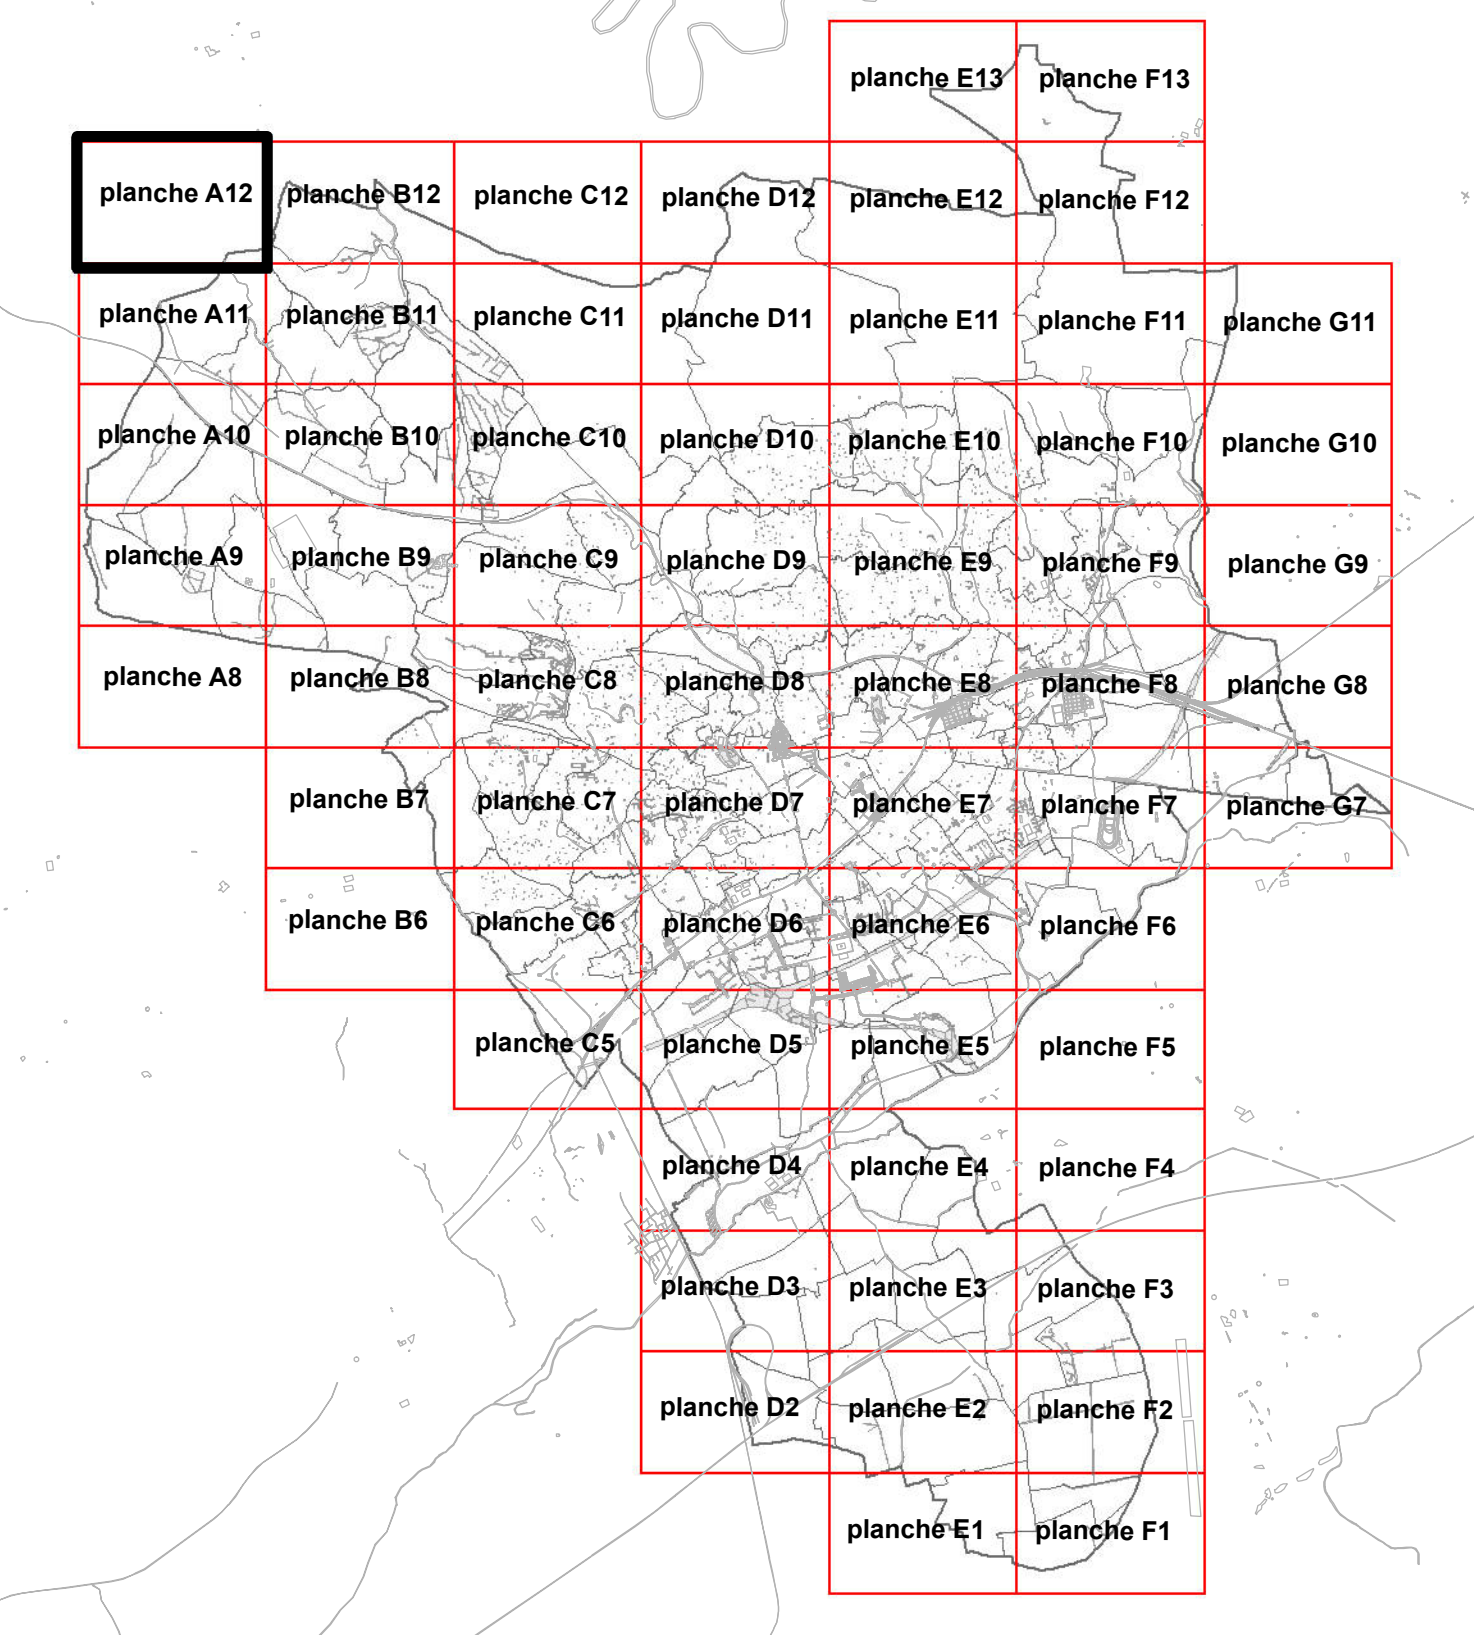 planche E13 planche F13
planche A12 planche B12 planche C12 planche D12 planche E12 planche F12
planche A11 planche B11 planche C11 planche D11 planche E11 planche F11 planche G11
planche A10 planche B10 planche C10 planche D10 planche E10 planche F10 planche G10
planche A9 planche B9 planche C9 planche D9 planche E9 planche F9 planche G9
planche A8 planche B8 planche C8 planche D8 planche E8 planche F8 planche G8
planche B7 planche C7 planche D7 planche E7 planche F7 planche G7
planche B6 planche C6 planche D6 planche E6 planche F6
planche C5 planche D5 planche E5 planche F5
planche D4 planche E4 planche F4
planche D3 planche E3 planche F3
planche D2 planche E2 planche F2
planche E1 planche F1